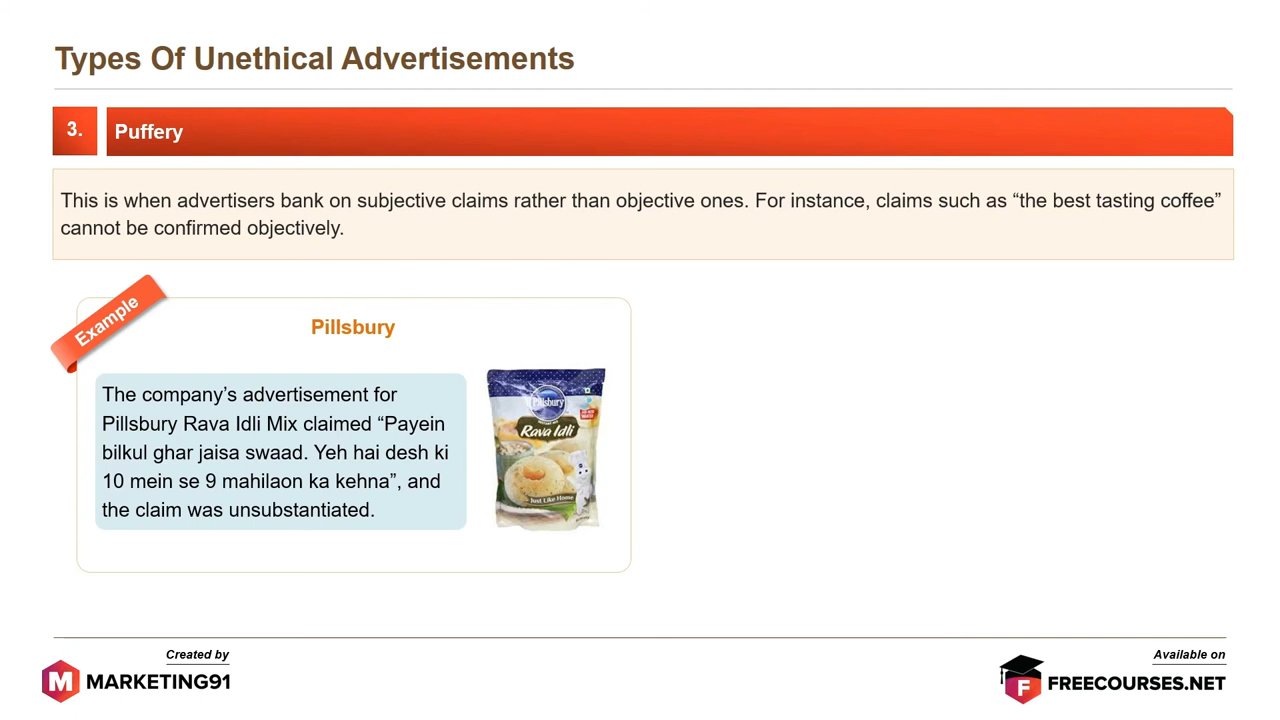 Types Of Unethical Advertisements
3.
Puffery
This is when advertisers bank on subjective claims rather than objective ones. For instance, claims such as “the best tasting coffee”
cannot be confirmed objectively.
Example
Pillsbury
The company’s advertisement for
Pillsbury Rava Idli Mix claimed “Payein
bilkul ghar jaisa swaad. Yeh hai desh ki
10 mein se 9 mahilaon ka kehna”, and
the claim was unsubstantiated.
Pillsbury
Rava Idli
Just Like Home
Created by
M MARKETING91
Available on
F FREECOURSES.NET